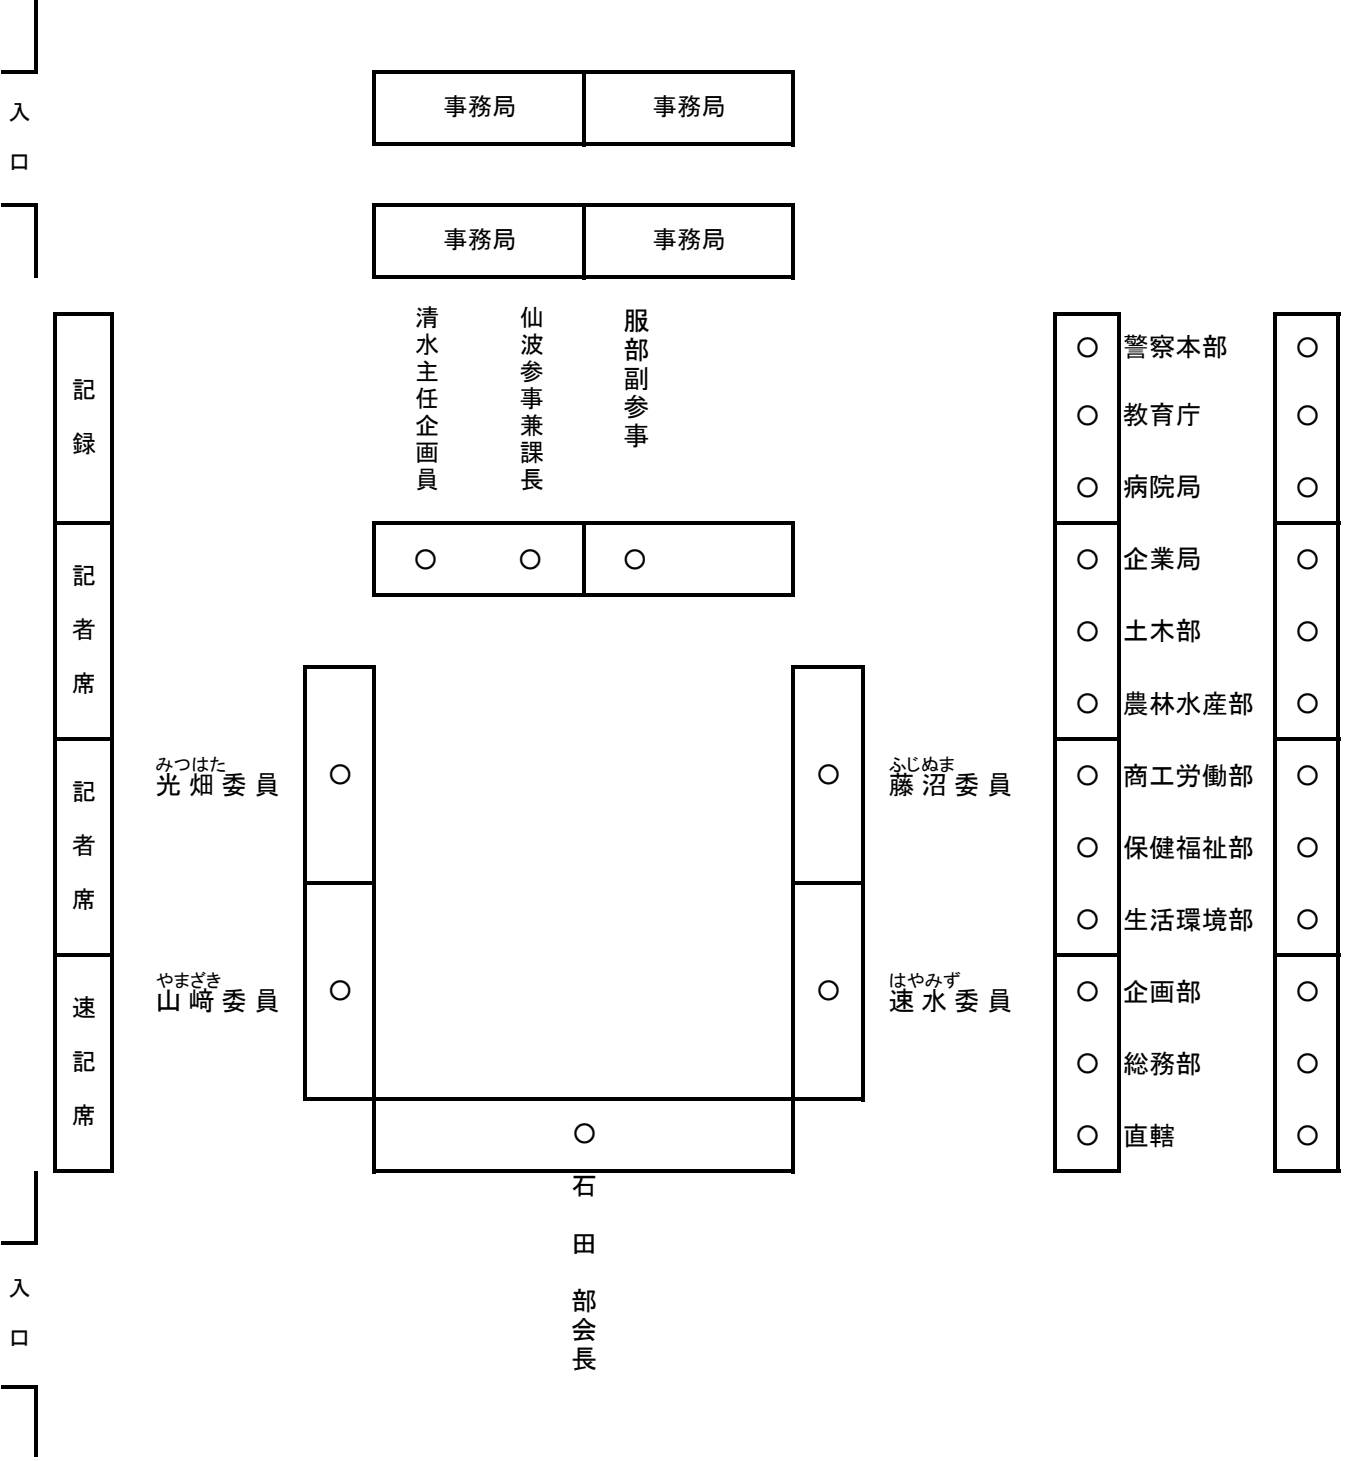 入口
事務局 事務局
事務局 事務局
清水主任企画員
仙波参事兼課長
服部副参事
記録
記者席
記者席
速記席
みつはた
光畑委員
やまざき
山﨑委員
ふじぬま
藤沼委員
はやみず
速水委員
石田部会長
警察本部
教育庁
病院局
企業局
土木部
農林水産部
商工労働部
保健福祉部
生活環境部
企画部
総務部
直轄
入口